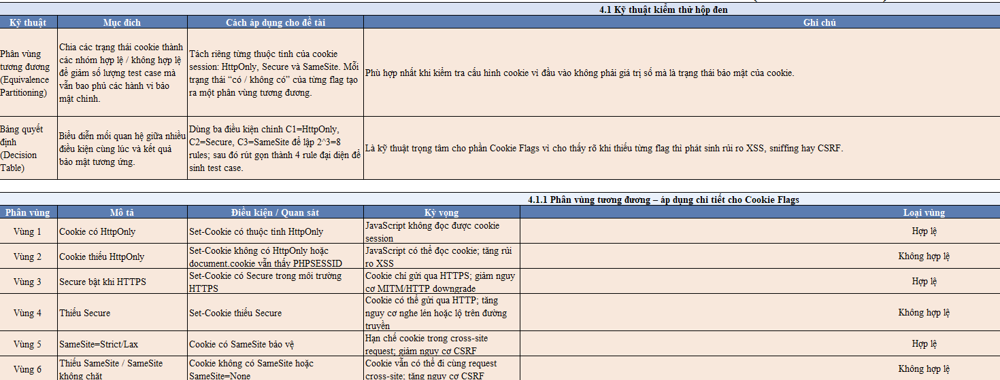 4.1 Kỹ thuật kiểm thử hộp đen
Kỹ thuật Mục đích Cách áp dụng cho đề tài Ghi chú
Phân vùng
tương đương
(Equivalence
Partitioning)
Chia các trạng thái cookie thành
các nhóm hợp lệ / không hợp lệ
để giảm số lượng test case mà
vẫn bao phủ các hành vi bảo
mật chính.
Tách riêng từng thuộc tính của cookie
session: HttpOnly, Secure và SameSite. Mỗi
trạng thái “có / không có” của từng flag tạo
ra một phân vùng tương đương.
Phù hợp nhất khi kiểm tra cấu hình cookie vì đầu vào không phải giá trị số mà là trạng thái bảo mật của cookie.
Bảng quyết
định
(Decision
Table)
Biểu diễn mối quan hệ giữa nhiều
điều kiện cùng lúc và kết quả
bảo mật tương ứng.
Dùng ba điều kiện chính C1=HttpOnly,
C2=Secure, C3=SameSite để lập 2^3=8
rules; sau đó rút gọn thành 4 rule đại diện để
sinh test case.
Là kỹ thuật trọng tâm cho phần Cookie Flags vì cho thấy rõ khi thiếu từng flag thì phát sinh rủi ro XSS, sniffing hay CSRF.
4.1.1 Phân vùng tương đương – áp dụng chi tiết cho Cookie Flags
Phân vùng Mô tả Điều kiện / Quan sát Kỳ vọng Loại vùng
Vùng 1
Cookie có HttpOnly
Set-Cookie có thuộc tính HttpOnly
JavaScript không đọc được cookie
session
Hợp lệ
Vùng 2
Cookie thiếu HttpOnly
Set-Cookie không có HttpOnly hoặc
document.cookie vẫn thấy PHPSESSID
JavaScript có thể đọc cookie; tăng rủi
ro XSS
Không hợp lệ
Vùng 3
Secure bật khi HTTPS
Set-Cookie có Secure trong môi trường
HTTPS
Cookie chỉ gửi qua HTTPS; giảm nguy
cơ MITM/HTTP downgrade
Hợp lệ
Vùng 4
Thiếu Secure
Set-Cookie thiếu Secure
Cookie có thể gửi qua HTTP; tăng
nguy cơ nghe lén hoặc lộ trên đường
truyền
Không hợp lệ
Vùng 5
SameSite=Strict/Lax
Cookie có SameSite bảo vệ
Hạn chế cookie trong cross-site
request; giảm nguy cơ CSRF
Hợp lệ
Vùng 6
Thiếu SameSite / SameSite
không chặt
Cookie không có SameSite hoặc
SameSite=None
Cookie vẫn có thể đi cùng request
cross-site; tăng nguy cơ CSRF
Không hợp lệ